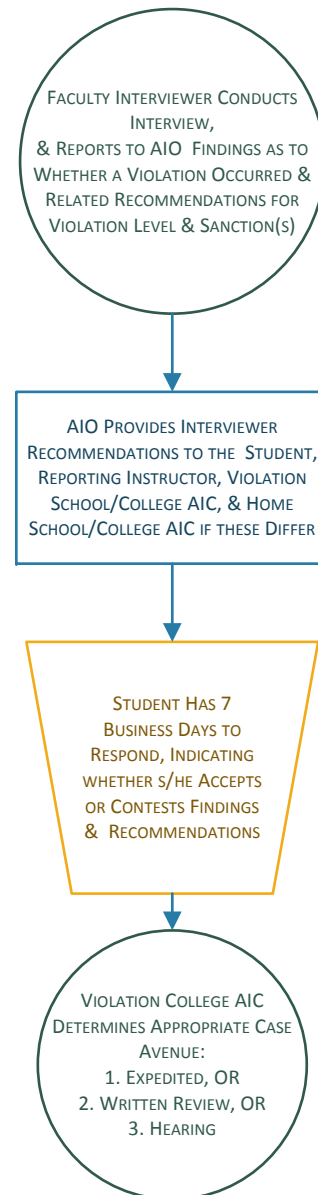 Faculty Interviewer Conducts
Interview,
& Reports to AIO Findings as to
Whether a Violation Occurred &
Related Recommendations for
Violation Level & Sanction(s)
AIO Provides Interviewer
Recommendations to the Student,
Reporting Instructor, Violation
School/College AIC, & Home
School/College AIC if these Differ
Student Has 7
Business Days to
Respond, Indicating
whether s/he Accepts
or Contests Findings
& Recommendations
Violation College AIC
Determines Appropriate Case
Avenue:
1. Expedited, or
2. Written Review, or
3. Hearing